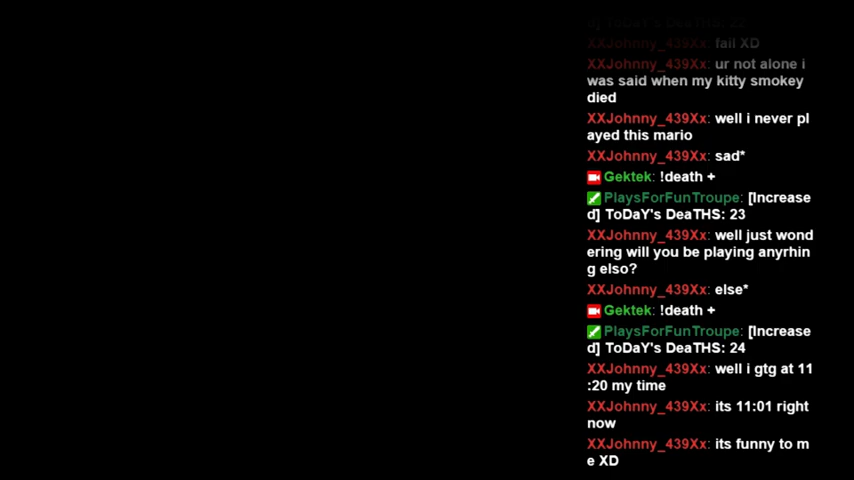 d] ToDaY's DeaTHS: 22
XXJohnny_439Xx: fail XD
XXJohnny_439Xx: ur not alone i
was said when my kitty smokey
died
XXJohnny_439Xx: well i never pl
ayed this mario
XXJohnny_439Xx: sad*
Gektek: !death +
PlaysForFunTroupe: [Increase
d] ToDaY's DeaTHS: 23
XXJohnny_439Xx: well just wond
ering will you be playing anyrhin
g elso?
XXJohnny_439Xx: else*
Gektek: !death +
PlaysForFunTroupe: [Increase
d] ToDaY's DeaTHS: 24
XXJohnny_439Xx: well i gtg at 11
:20 my time
XXJohnny_439Xx: its 11:01 right
now
XXJohnny_439Xx: its funny to m
e XD